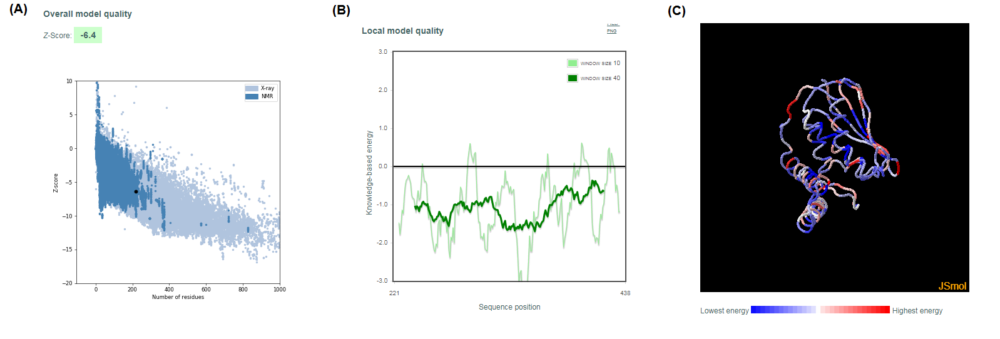 (A)
Overall model quality
Z-Score: -6.4
X-ray
NMR
10
5
0
−5
−10
−15
−20
Z-score
0 200 400 600 800 1000
Number of residues
(B)
Local model quality
PNG
WINDOW SIZE 10
WINDOW SIZE 40
3.0
2.0
1.0
0.0
-1.0
-2.0
-3.0
Knowledge-based energy
221 438
Sequence position
(C)
JSmol
Lowest energy Highest energy